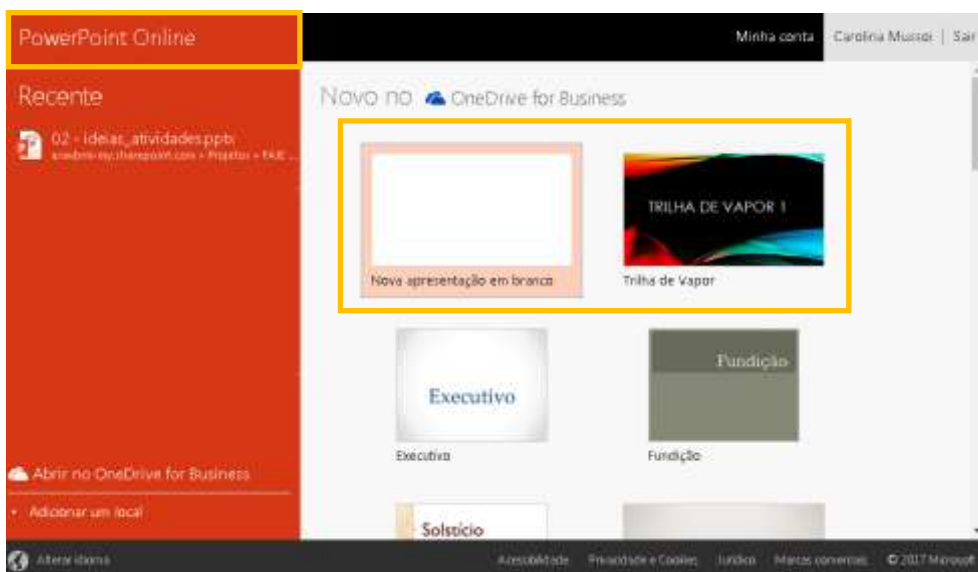 PowerPoint Online
Minha conta
Carolina Mussoi | Sair
Recente
02 - ideias_atividades.pptx
Novo no OneDrive for Business
TRILHA DE VAPOR 1
Nova apresentação em branco
Trilha de Vapor
Executivo
Fundição
Executivo
Fundição
Solstício
Abrir no OneDrive for Business
+ Adicionar um local
Alterar idioma
Acessibilidade
Privacidade e Cookies
Jurídico
Marcas comerciais
© 2017 Microsoft